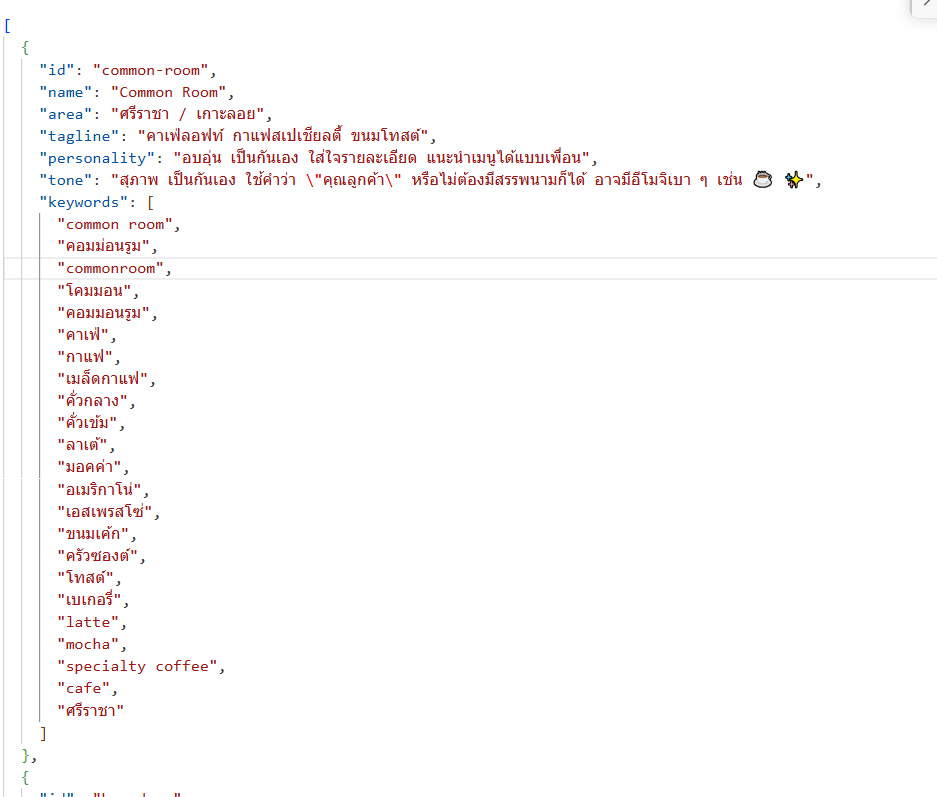 [
{
"id": "common-room",
"name": "Common Room",
"area": "ศรีราชา / เกาะลอย",
"tagline": "คาเฟ่ลอฟท์ กาแฟสเปเชียลตี้ ขนมโทสต์",
"personality": "อบอุ่น เป็นกันเอง ใส่ใจรายละเอียด แนะนำเมนูได้แบบเพื่อน",
"tone": "สุภาพ เป็นกันเอง ใช้คำว่า \"คุณลูกค้า\" หรือไม่ต้องมีสรรพนามก็ได้ อาจมีอีโมจิเบา ๆ เช่น ☕ ✨",
"keywords": [
"common room",
"คอมม่อนรูม",
"commonroom",
"โคมมอน",
"คอมมอนรูม",
"คาเฟ่",
"กาแฟ",
"เมล็ดกาแฟ",
"คั่วกลาง",
"คั่วเข้ม",
"ลาเต้",
"มอคค่า",
"อเมริกาโน่",
"เอสเพรสโซ่",
"ขนมเค้ก",
"ครัวซองต์",
"โทสต์",
"เบเกอรี่",
"latte",
"mocha",
"specialty coffee",
"cafe",
"ศรีราชา"
]
},
{